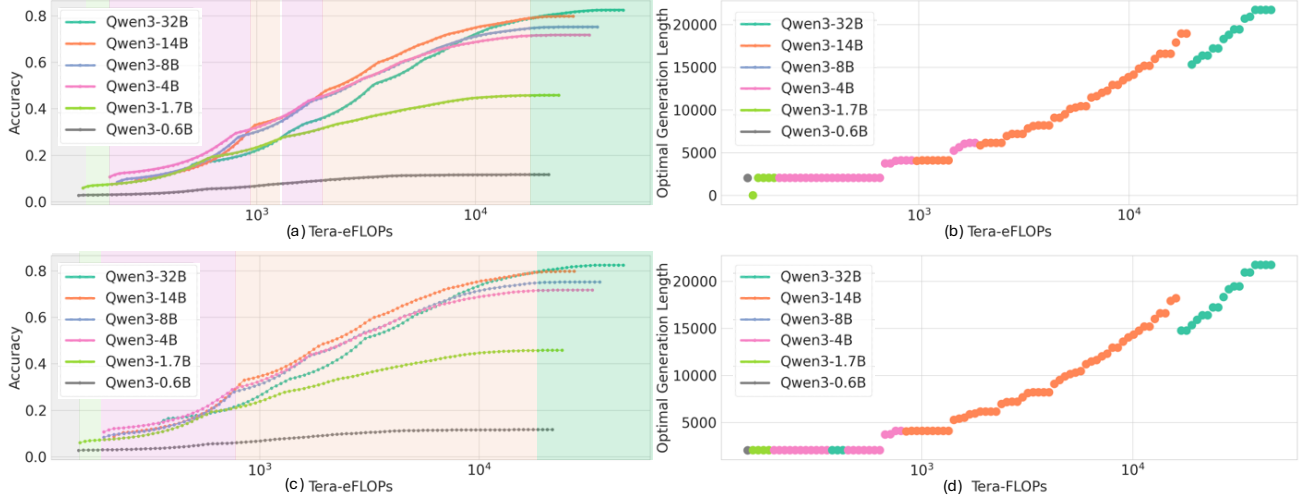 Accuracy
0.8
0.6
0.4
0.2
0.0
Qwen3-32B
Qwen3-14B
Qwen3-8B
Qwen3-4B
Qwen3-1.7B
Qwen3-0.6B
10³
10⁴
(a) Tera-eFLOPs
Optimal Generation Length
20000
15000
10000
5000
0
Qwen3-32B
Qwen3-14B
Qwen3-8B
Qwen3-4B
Qwen3-1.7B
Qwen3-0.6B
10³
10⁴
(b) Tera-eFLOPs
Accuracy
0.8
0.6
0.4
0.2
0.0
Qwen3-32B
Qwen3-14B
Qwen3-8B
Qwen3-4B
Qwen3-1.7B
Qwen3-0.6B
10³
10⁴
(c) Tera-eFLOPs
Optimal Generation Length
20000
15000
10000
5000
0
Qwen3-32B
Qwen3-14B
Qwen3-8B
Qwen3-4B
Qwen3-1.7B
Qwen3-0.6B
10³
10⁴
(d) Tera-FLOPs